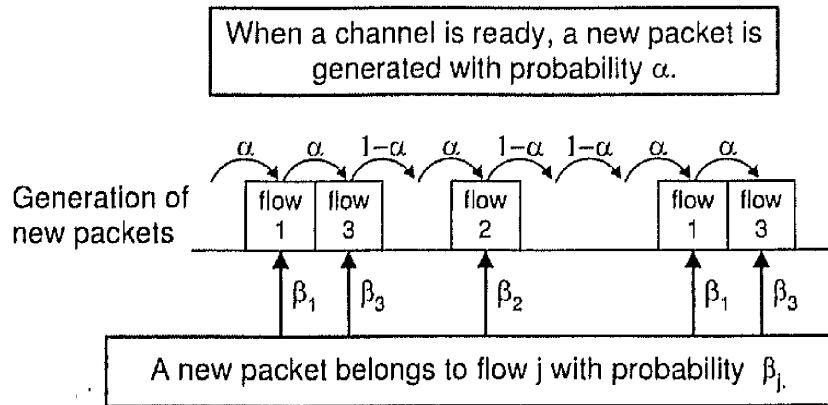 When a channel is ready, a new packet is
generated with probability α.
α α 1−α α 1−α 1−α α α
Generation of
new packets
flow
1
flow
3
flow
2
flow
1
flow
3
β₁ β₃ β₂ β₁ β₃
A new packet belongs to flow j with probability βⱼ.